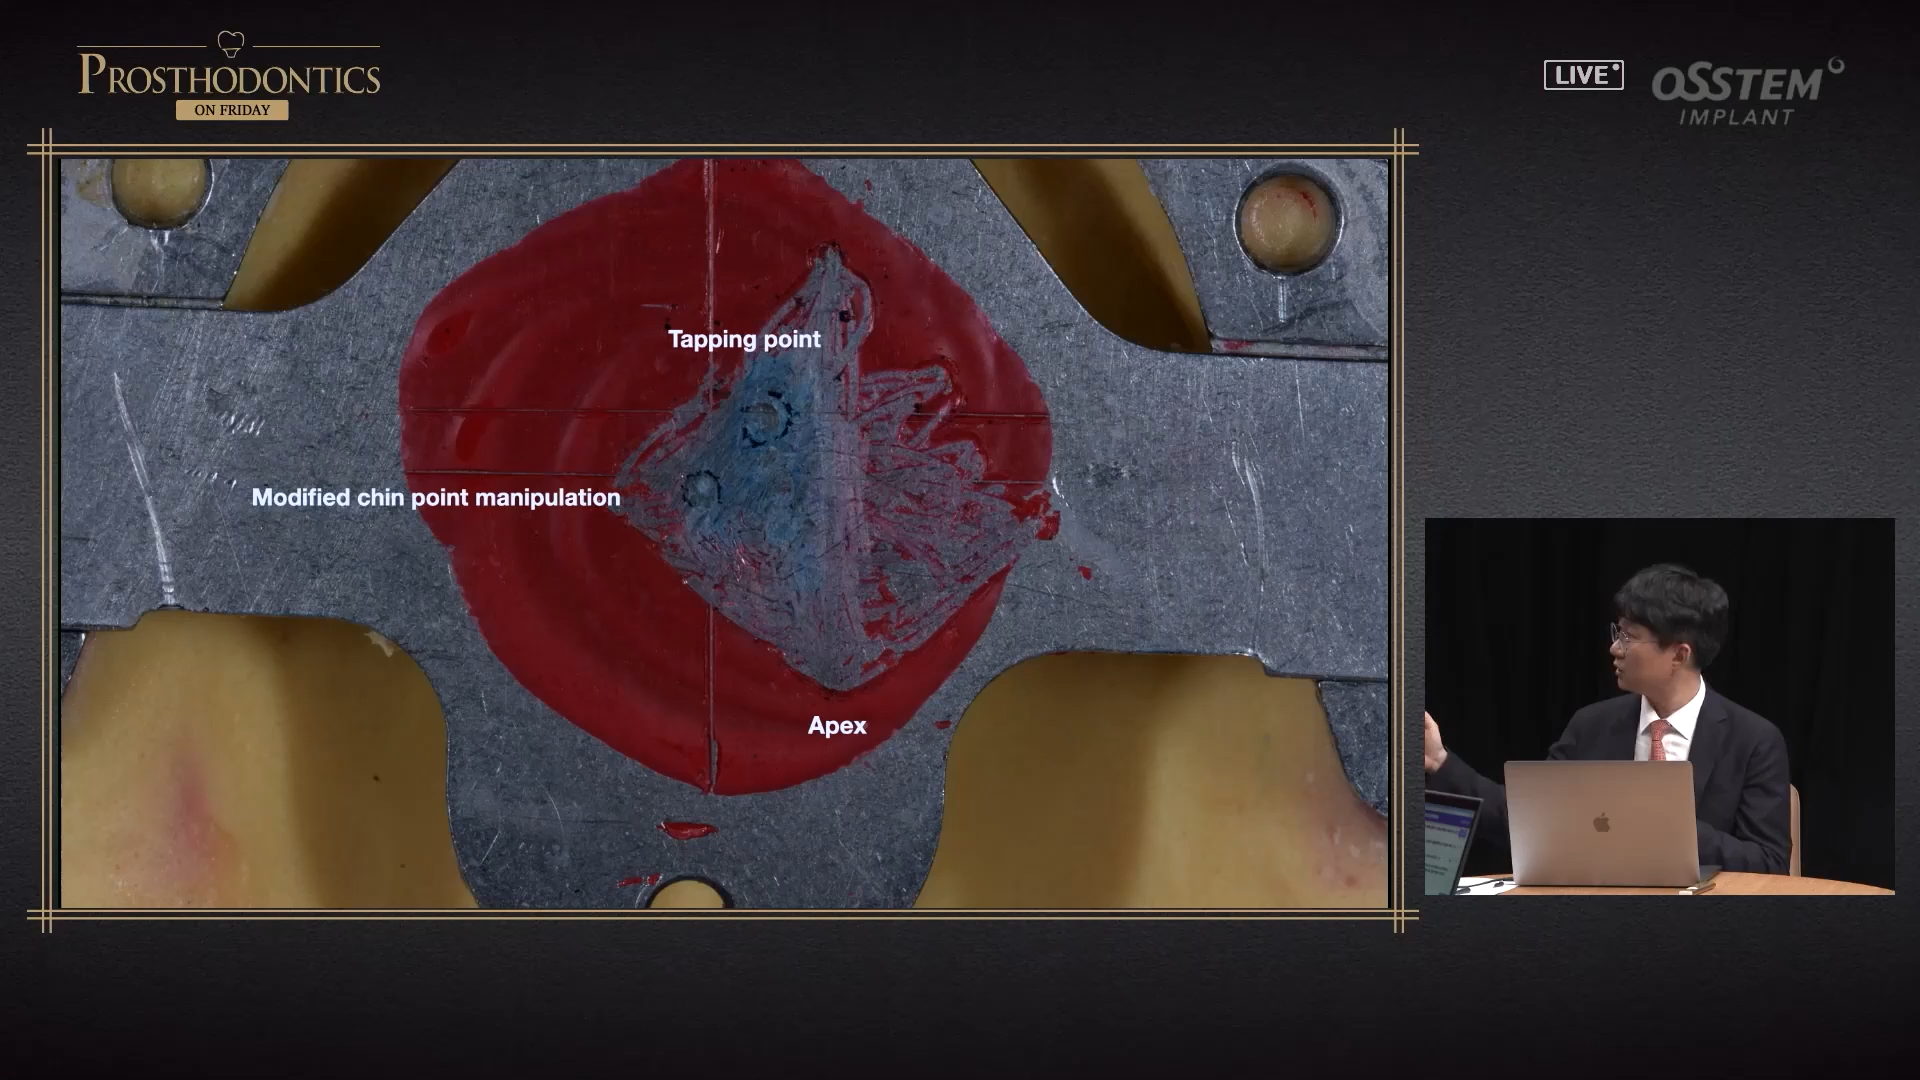 PROSTHODONTICS
ON FRIDAY
LIVE
OSSTEM
IMPLANT
Tapping point
Modified chin point manipulation
Apex